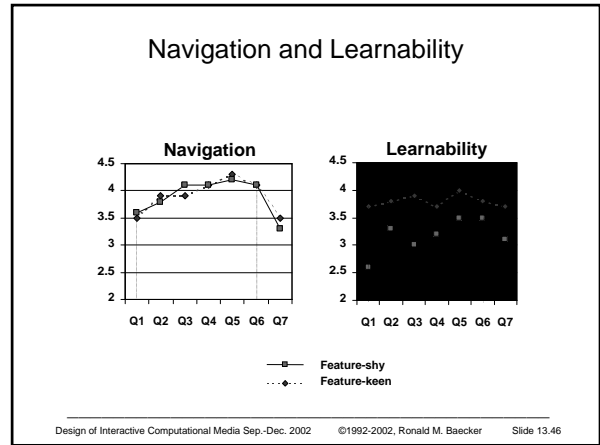 Navigation and Learnability
Navigation
4.5
4
3.5
3
2.5
2
Q1 Q2 Q3 Q4 Q5 Q6 Q7
Learnability
4.5
4
3.5
3
2.5
2
Q1 Q2 Q3 Q4 Q5 Q6 Q7
Feature-shy
Feature-keen
Design of Interactive Computational Media Sep.-Dec. 2002 ©1992-2002, Ronald M. Baecker Slide 13.46